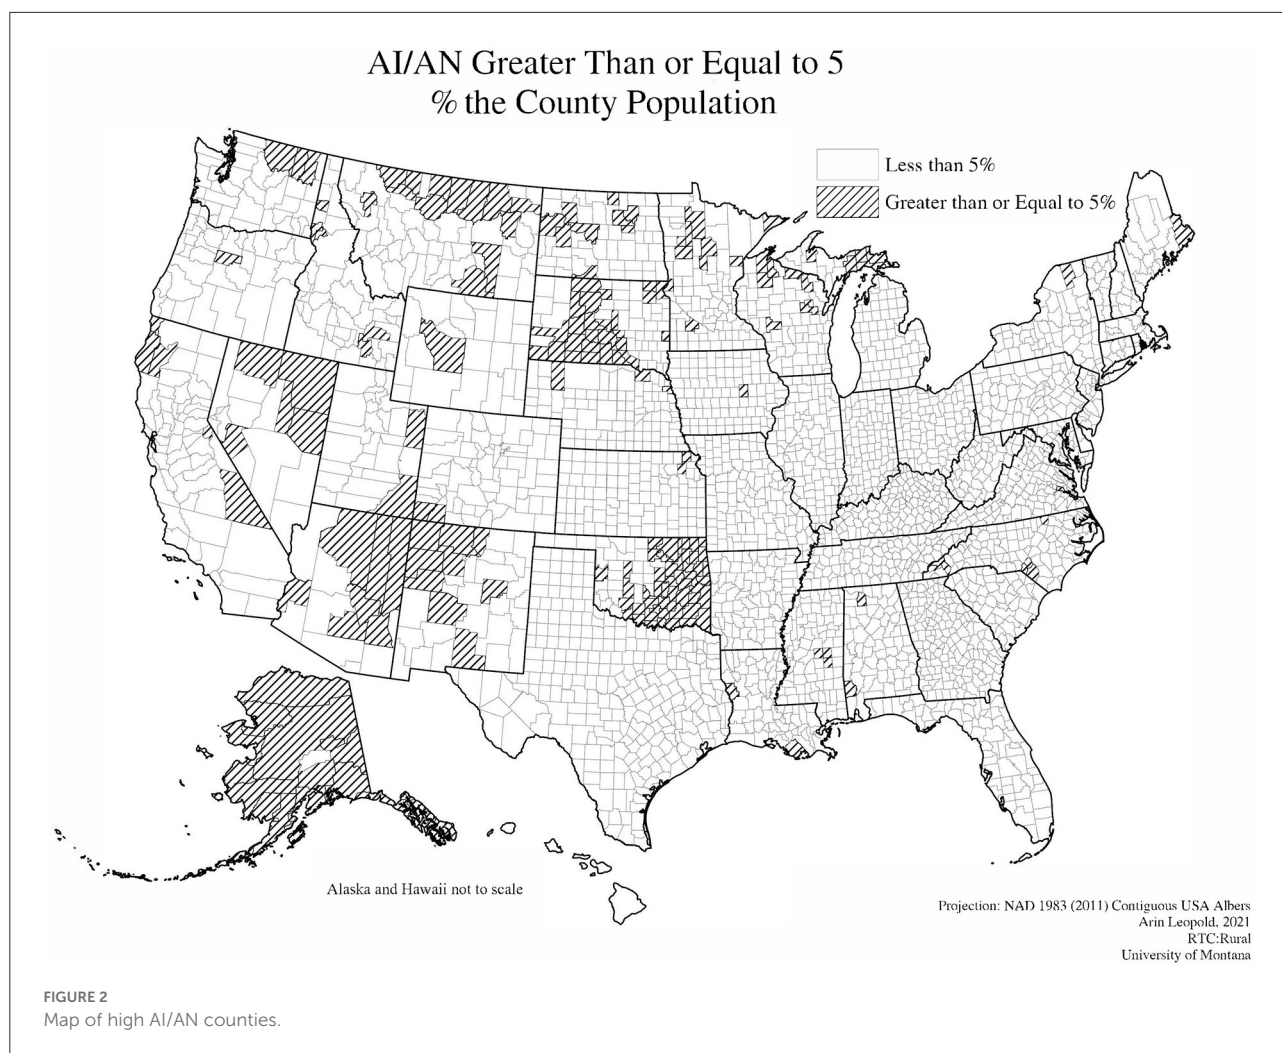 AI/AN Greater Than or Equal to 5
% the County Population
Less than 5%
Greater than or Equal to 5%
Alaska and Hawaii not to scale
Projection: NAD 1983 (2011) Contiguous USA Albers
Arin Leopold, 2021
RTC:Rural
University of Montana
FIGURE 2
Map of high AI/AN counties.